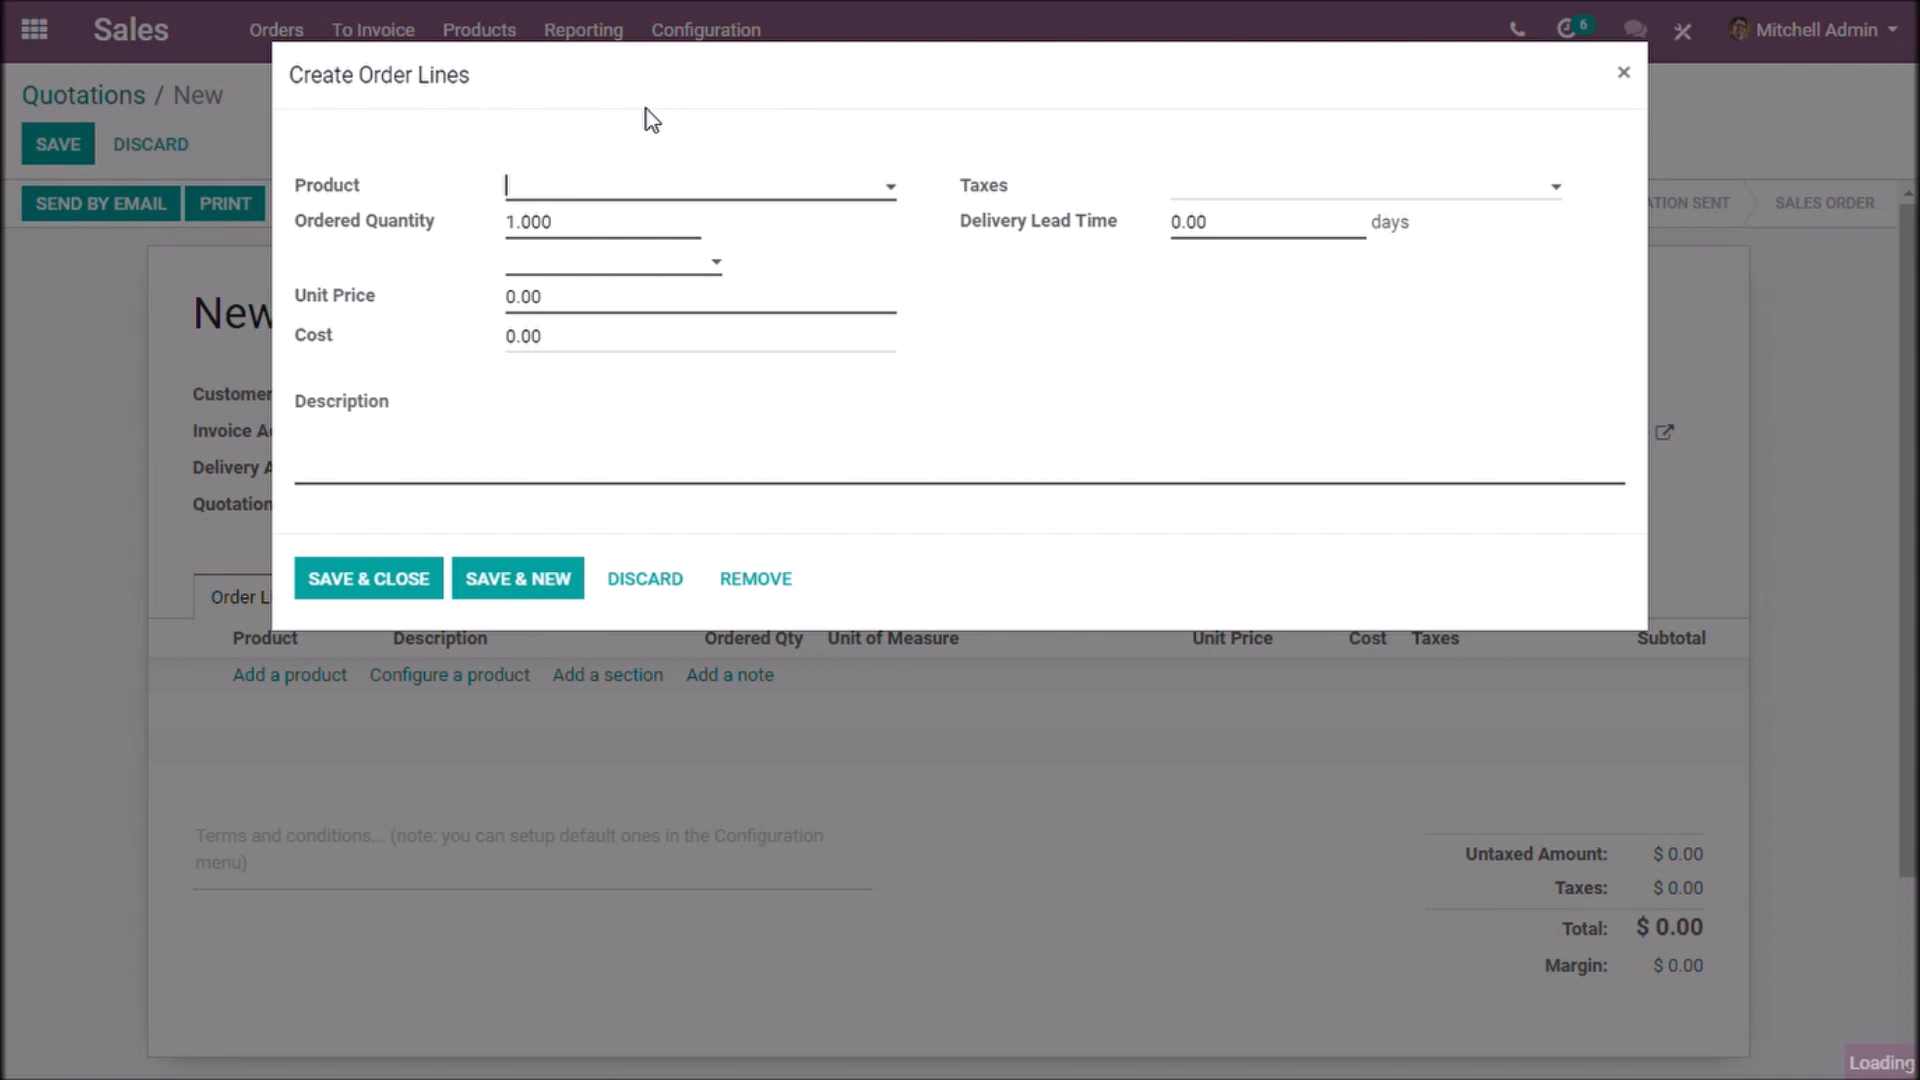 Sales Orders To Invoice Products Reporting Configuration 6 Mitchell Admin
Create Order Lines ×
Quotations / New
SAVE DISCARD
Product Taxes
SEND BY EMAIL PRINT ATION SENT SALES ORDER
Ordered Quantity 1.000 Delivery Lead Time 0.00 days
Unit Price 0.00
New
Cost 0.00
Customer
Description
Invoice A
Delivery A
Quotation
SAVE & CLOSE SAVE & NEW DISCARD REMOVE
Order L
Product Description Ordered Qty Unit of Measure Unit Price Cost Taxes Subtotal
Add a product Configure a product Add a section Add a note
Terms and conditions... (note: you can setup default ones in the Configuration
menu)
Untaxed Amount: $ 0.00
Taxes: $ 0.00
Total: $ 0.00
Margin: $ 0.00
Loading